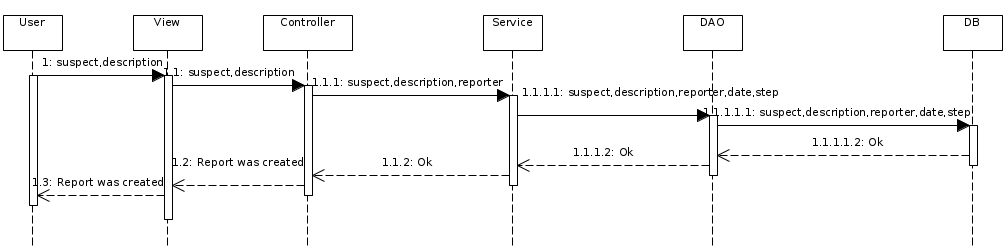 User
View
Controller
Service
DAO
DB
1: suspect,description
1.1: suspect,description
1.1.1: suspect,description,reporter
1.1.1.1: suspect,description,reporter,date,step
1.1.1.1.1: suspect,description,reporter,date,step
1.1.1.1.2: Ok
1.1.1.2: Ok
1.1.2: Ok
1.2: Report was created
1.3: Report was created